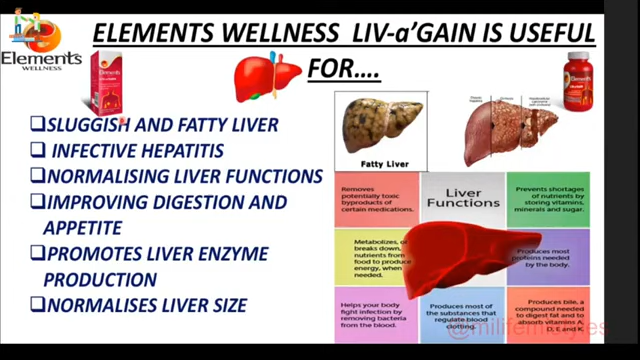 Elements
WELLNESS
ELEMENTS WELLNESS LIV-a'GAIN IS USEFUL
FOR....
Elements
❑SLUGGISH AND FATTY LIVER
❑ INFECTIVE HEPATITIS
❑NORMALISING LIVER FUNCTIONS
❑IMPROVING DIGESTION AND
APPETITE
❑PROMOTES LIVER ENZYME
PRODUCTION
❑NORMALISES LIVER SIZE
Fatty Liver
Removes
potentially toxic
byproducts of
certain medications.
Liver
Functions
Prevents shortages
of nutrients by
storing vitamins,
minerals and sugar.
Metabolizes, or
breaks down,
nutrients from
food to produce
energy, when
needed.
Produces most
proteins needed
by the body.
Helps your body
fight infection by
removing bacteria
from the blood.
Produces most of
the substances that
regulate blood
clotting.
Produces bile, a
compound needed
to digest fat and to
absorb vitamins A,
D, E and K.